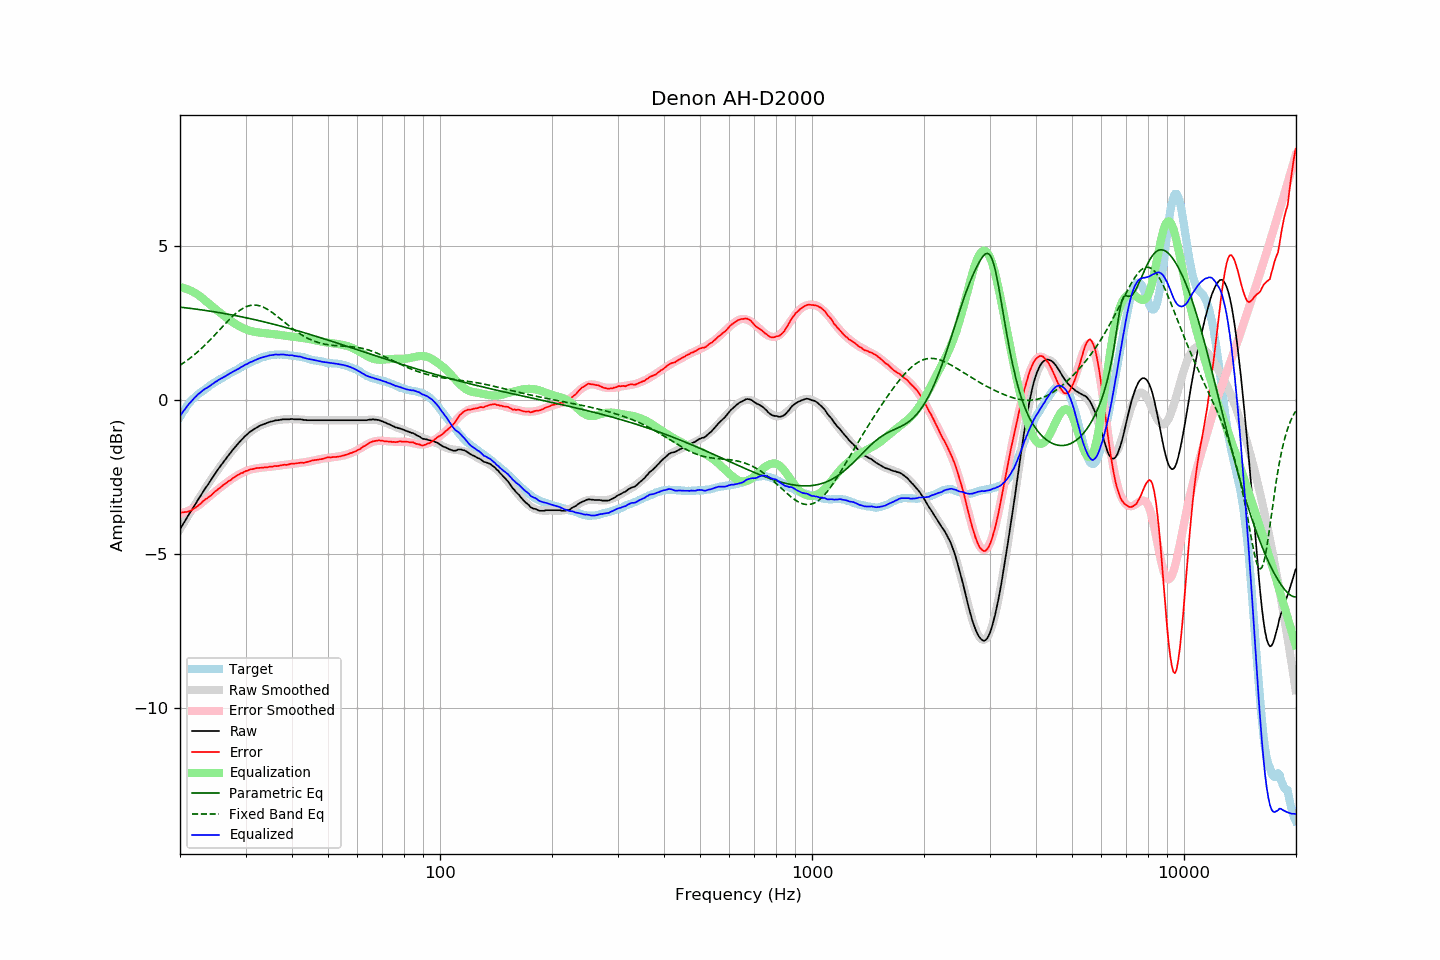 Denon AH-D2000
Amplitude (dBr)
5
0
−5
−10
Target
Raw Smoothed
Error Smoothed
Raw
Error
Equalization
Parametric Eq
Fixed Band Eq
Equalized
100
1000
10000
Frequency (Hz)